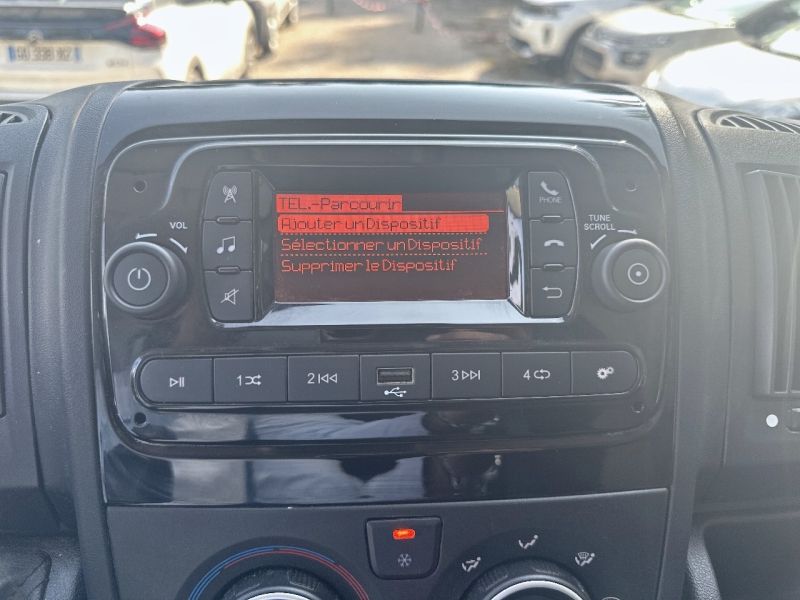 VOL
TEL.-Parcourir
Ajouter un Dispositif
Sélectionner un Dispositif
Supprimer le Dispositif
PHONE
TUNE
SCROLL
1
2
3
4